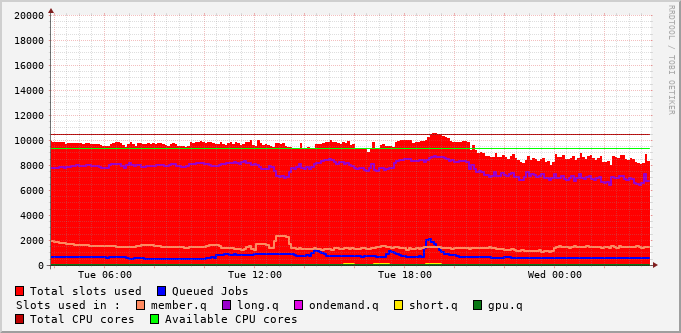 20000
18000
16000
14000
12000
10000
8000
6000
4000
2000
0
Tue 06:00 Tue 12:00 Tue 18:00 Wed 00:00
RRDTOOL / TOBI OETIKER
Total slots used Queued Jobs
Slots used in : member.q long.q ondemand.q short.q gpu.q
Total CPU cores Available CPU cores